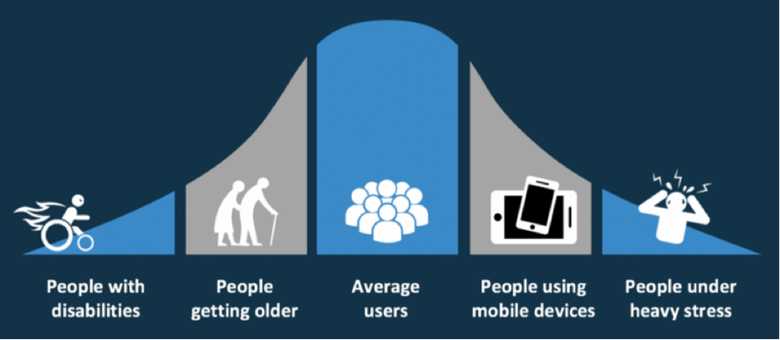 People with
disabilities
People
getting older
Average
users
People using
mobile devices
People under
heavy stress